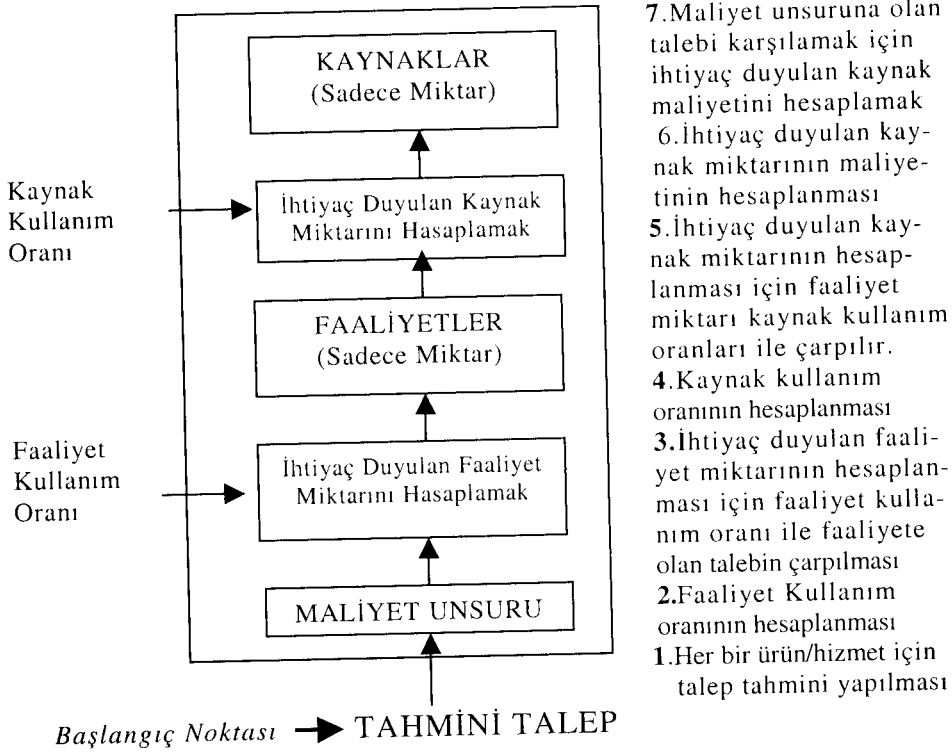 KAYNAKLAR
(Sadece Miktar)
Kaynak
Kullanım
Oranı
İhtiyaç Duyulan Kaynak
Miktarını Hasaplamak
FAALİYETLER
(Sadece Miktar)
Faaliyet
Kullanım
Oranı
İhtiyaç Duyulan Faaliyet
Miktarını Hasaplamak
MALİYET UNSURU
Başlangıç Noktası
TAHMİNİ TALEP
7.Maliyet unsuruna olan
talebi karşılamak için
ihtiyaç duyulan kaynak
maliyetini hesaplamak
6.İhtiyaç duyulan kay-
nak miktarının maliye-
tinin hesaplanması
5.İhtiyaç duyulan kay-
nak miktarının hesap-
lanması için faaliyet
miktarı kaynak kullanım
oranları ile çarpılır.
4.Kaynak kullanım
oranının hesaplanması
3.İhtiyaç duyulan faali-
yet miktarının hesaplan-
ması için faaliyet kulla-
nım oranı ile faaliyete
olan talebin çarpılması
2.Faaliyet Kullanım
oranının hesaplanması
1.Her bir ürün/hizmet için
talep tahmini yapılması